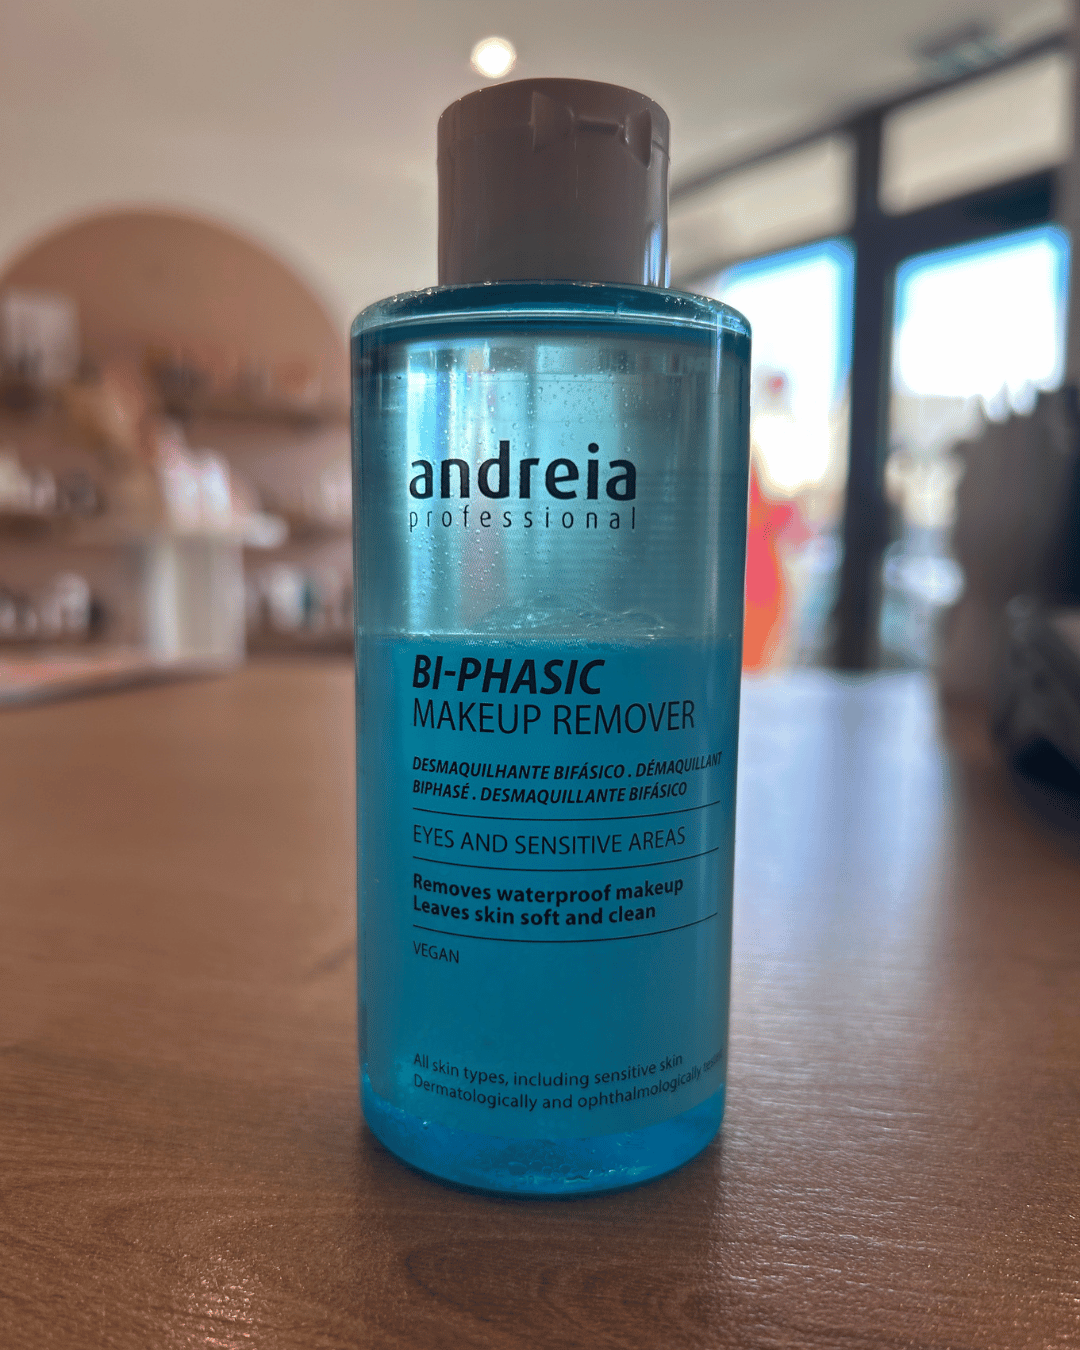 andreia
professional
BI-PHASIC
MAKEUP REMOVER
DESMAQUILHANTE BIFÁSICO . DÉMAQUILLANT
BIPHASÉ . DESMAQUILLANTE BIFÁSICO
EYES AND SENSITIVE AREAS
Removes waterproof makeup
Leaves skin soft and clean
VEGAN
All skin types, including sensitive skin
Dermatologically and ophthalmologically tested